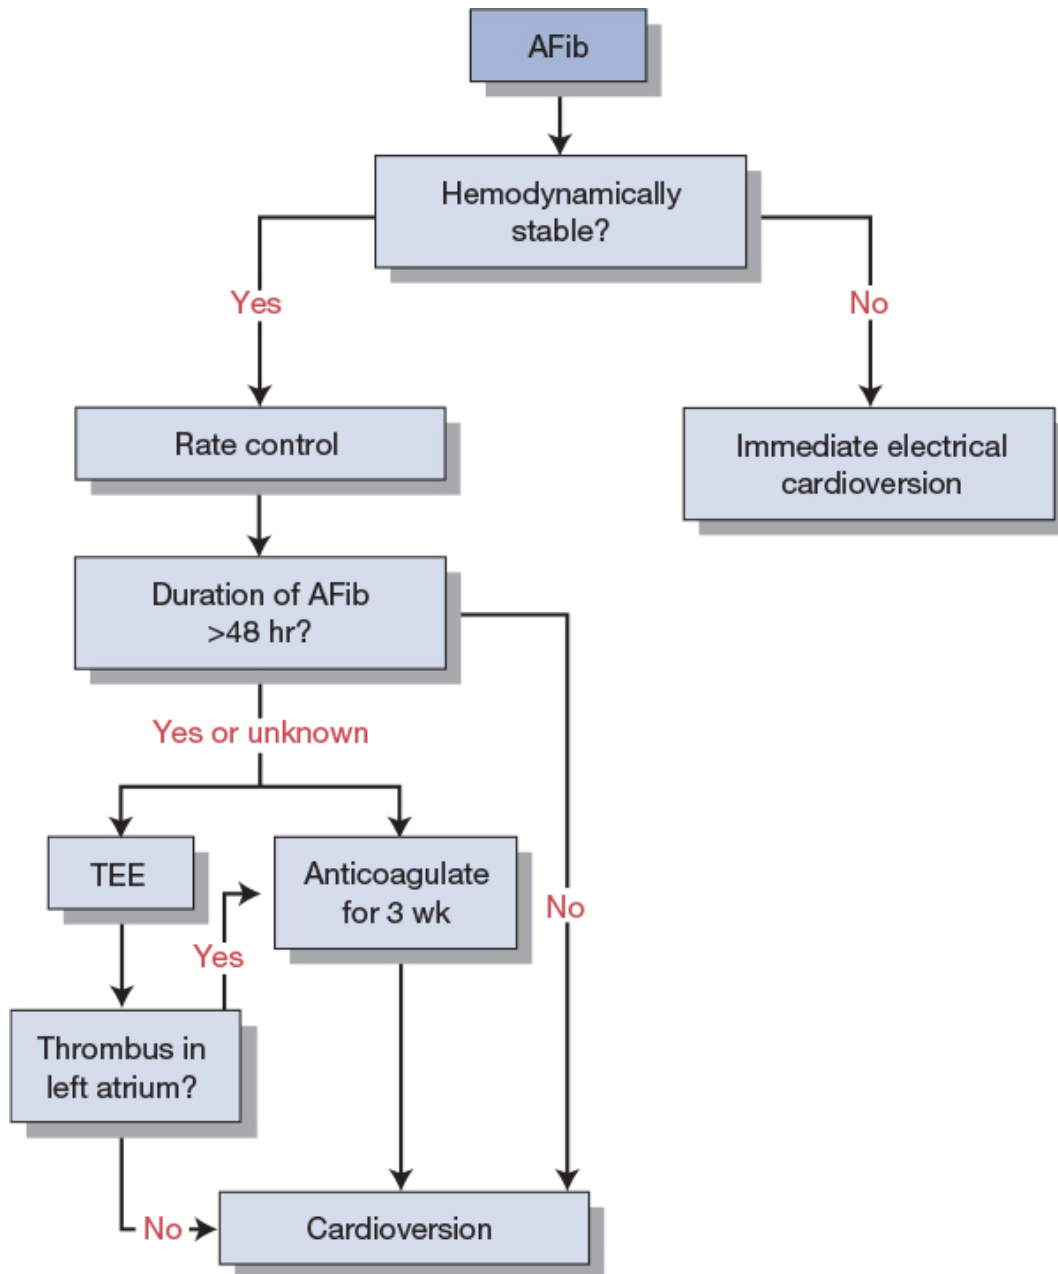 AFib
Hemodynamically
stable?
Yes
No
Rate control
Immediate electrical
cardioversion
Duration of AFib
>48 hr?
Yes or unknown
TEE
Anticoagulate
for 3 wk
No
Yes
Thrombus in
left atrium?
No
Cardioversion